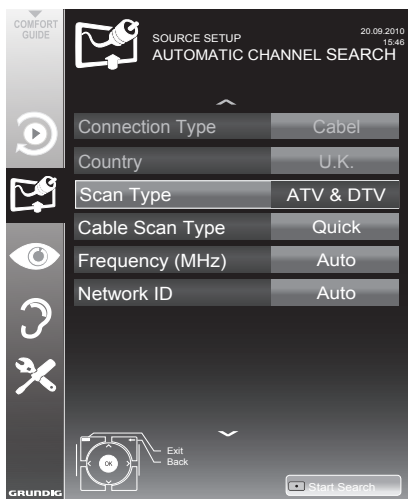 COMFORT
GUIDE
SOURCE SETUP
20.09.2010
15:46
AUTOMATIC CHANNEL SEARCH
Connection Type Cabel
Country U.K.
Scan Type ATV & DTV
Cable Scan Type Quick
Frequency (MHz) Auto
Network ID Auto
Exit
OK
Back
Start Search
GRUNDIG